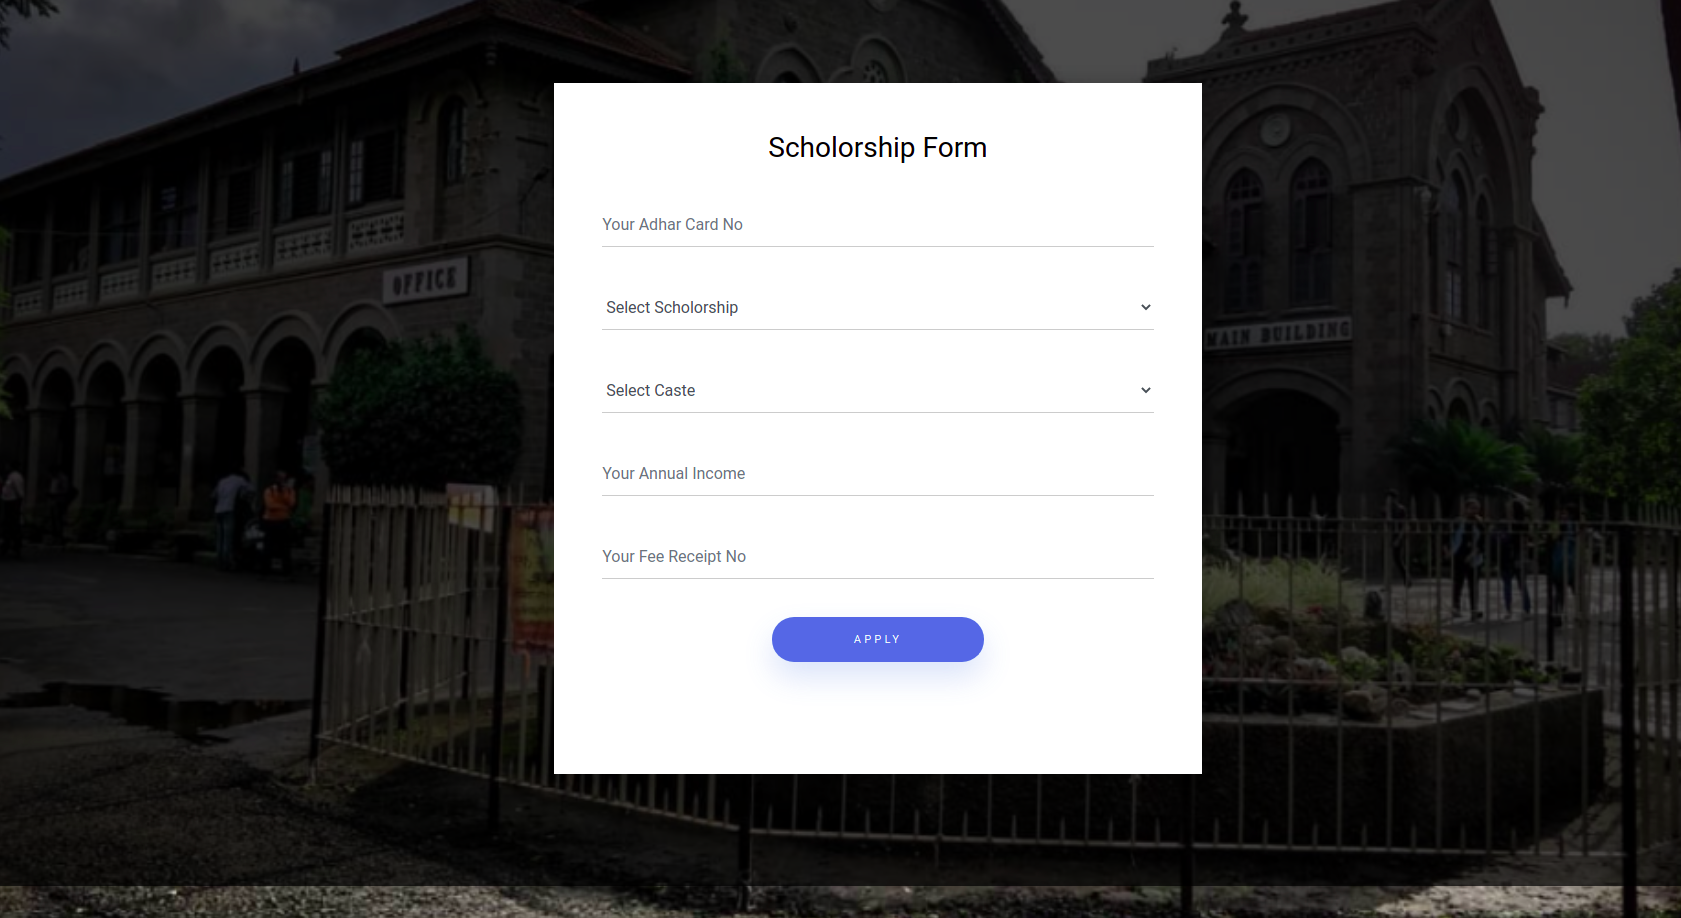 OFFICE
MAIN BUILDING
Scholorship Form
Your Adhar Card No
Select Scholorship
Select Caste
Your Annual Income
Your Fee Receipt No
APPLY